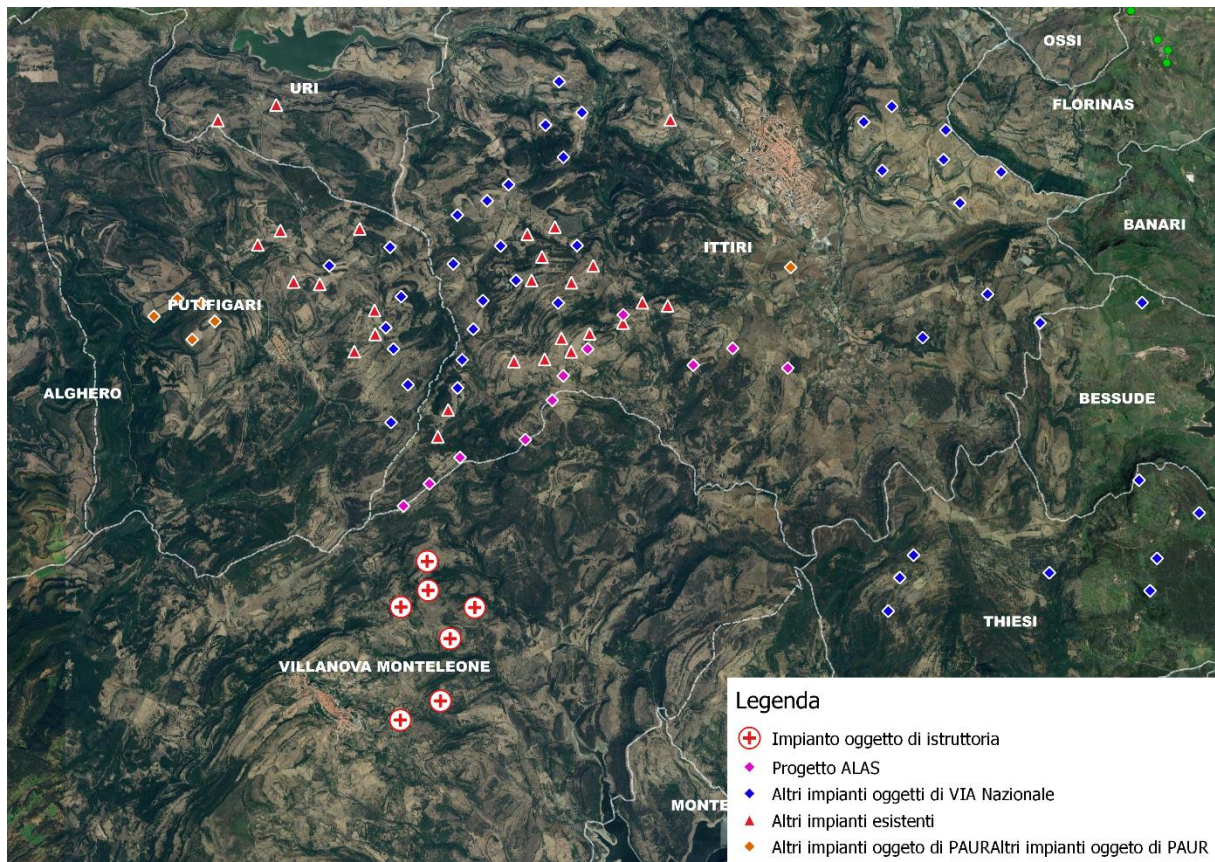 OSSI
URI
FLORINAS
BANARI
ITTIRI
PUTIFIGARI
ALGHERO
BESSUDE
THIESI
VILLANOVA MONTELEONE
MONTE
Legenda
Impianto oggetto di istruttoria
Progetto ALAS
Altri impianti oggetti di VIA Nazionale
Altri impianti esistenti
Altri impianti oggeto di PAURAltri impianti oggeto di PAUR